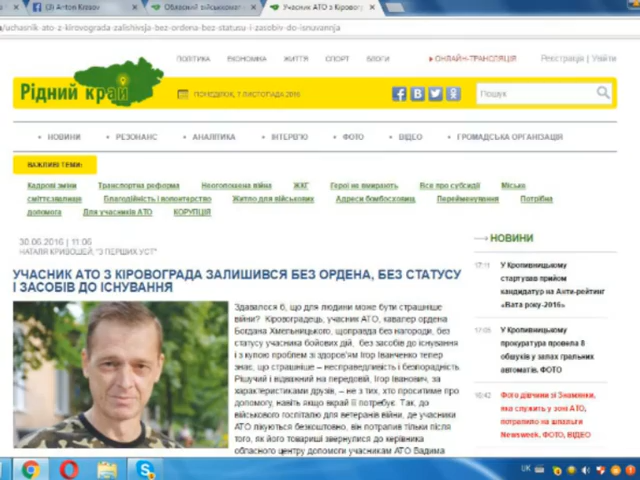 (3) Anton Krasov
Обласний військомат
Учасник АТО з Кіровогр
/uchasnik-ato-z-kirovograda-zalishivsja-bez-ordena-bez-statusu-i-zasobiv-do-isnuvannja
ПОЛІТИКА ЕКОНОМІКА ЖИТТЯ СПОРТ БЛОГИ ОНЛАЙН-ТРАНСЛЯЦІЯ Реєстрація | Увійти
Рідний край
ПОНЕДІЛОК, 7 ЛИСТОПАДА 2016
Пошук
НОВИНИ РЕЗОНАНС АНАЛІТИКА ІНТЕРВ'Ю ФОТО ВІДЕО ГРОМАДСЬКА ОРГАНІЗАЦІЯ
ВАЖЛИВІ ТЕМИ:
Кадрові зміни Транспортна реформа Неоголошена війна ЖКГ Герої не вмирають Все про субсидії Міське
сміттєзвалище Благодійність і волонтерство Житло для військових Адреси бомбосховищ Перейменування Потрібна
допомога Для учасників АТО КОРУПЦІЯ
30.06.2016 | 11:06
НАТАЛЯ КРИВОШЕЙ, "З ПЕРШИХ УСТ"
УЧАСНИК АТО З КІРОВОГРАДА ЗАЛИШИВСЯ БЕЗ ОРДЕНА, БЕЗ СТАТУСУ
І ЗАСОБІВ ДО ІСНУВАННЯ
Здавалося б, що для людини може бути страшніше
війни? Кіровоградець, учасник АТО, кавалер ордена
Богдана Хмельницького, щоправда без нагороди, без
статусу учасника бойових дій, без засобів до існування
і з купою проблем зі здоров'ям Ігор Іванченко тепер
знає, що страшніше – несправедливість і безпорадність
Рішучий і відважний на передовій, Ігор Іванович, за
характеристиками друзів, – не з тих, хто проситиме про
допомогу, навіть якщо вкрай її потребує. Так, до
військового госпіталю для ветеранів війни, де учасники
АТО лікуються безкоштовно, він потрапив тільки після
того, як його товариші звернулися до керівника
обласного центру допомоги учасникам АТО Вадима
НОВИНИ
17:11 У Кропивницькому
стартував прийом
кандидатур на Анти-рейтинг
«Вата року-2016»
17:05 У Кропивницькому
прокуратура провела 8
обшуків у залах гральних
автоматів. ФОТО
16:42 Фото дівчини зі Знам'янки,
яка служить у зоні АТО,
потрапило на шпальти
Newsweek. ФОТО, ВІДЕО
UK